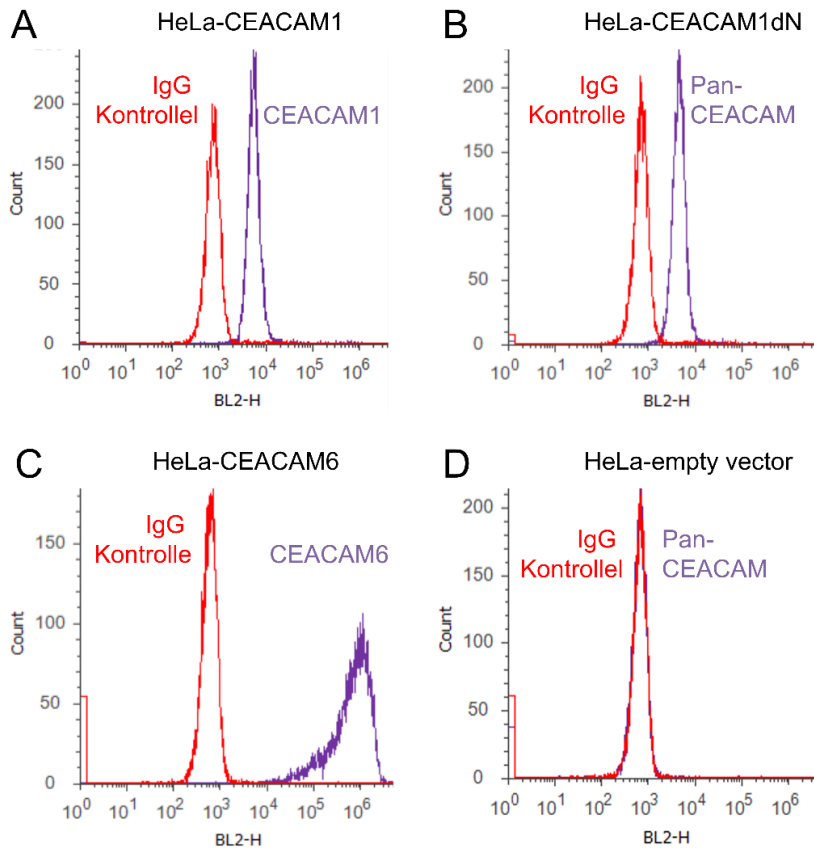 A
HeLa-CEACAM1
IgG
Kontrollel
CEACAM1
Count
200
150
100
50
0
10^0 10^1 10^2 10^3 10^4 10^5 10^6
BL2-H
B
HeLa-CEACAM1dN
IgG
Kontrolle
Pan-
CEACAM
Count
200
150
100
50
0
10^0 10^1 10^2 10^3 10^4 10^5 10^6
BL2-H
C
HeLa-CEACAM6
IgG
Kontrolle
CEACAM6
Count
150
100
50
0
10^0 10^1 10^2 10^3 10^4 10^5 10^6
BL2-H
D
HeLa-empty vector
IgG
Kontrollel
Pan-
CEACAM
Count
200
150
100
50
0
10^0 10^1 10^2 10^3 10^4 10^5 10^6
BL2-H